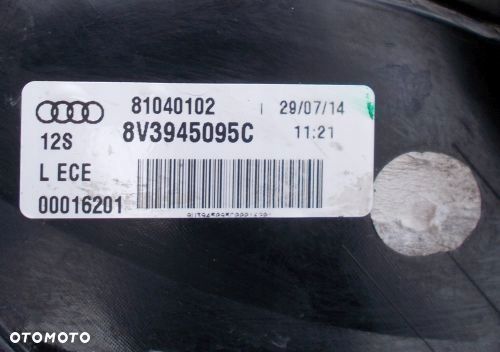 81040102 | 29/07/14
12S 8V3945095C 11:21
L ECE
00016201
OTOMOTO